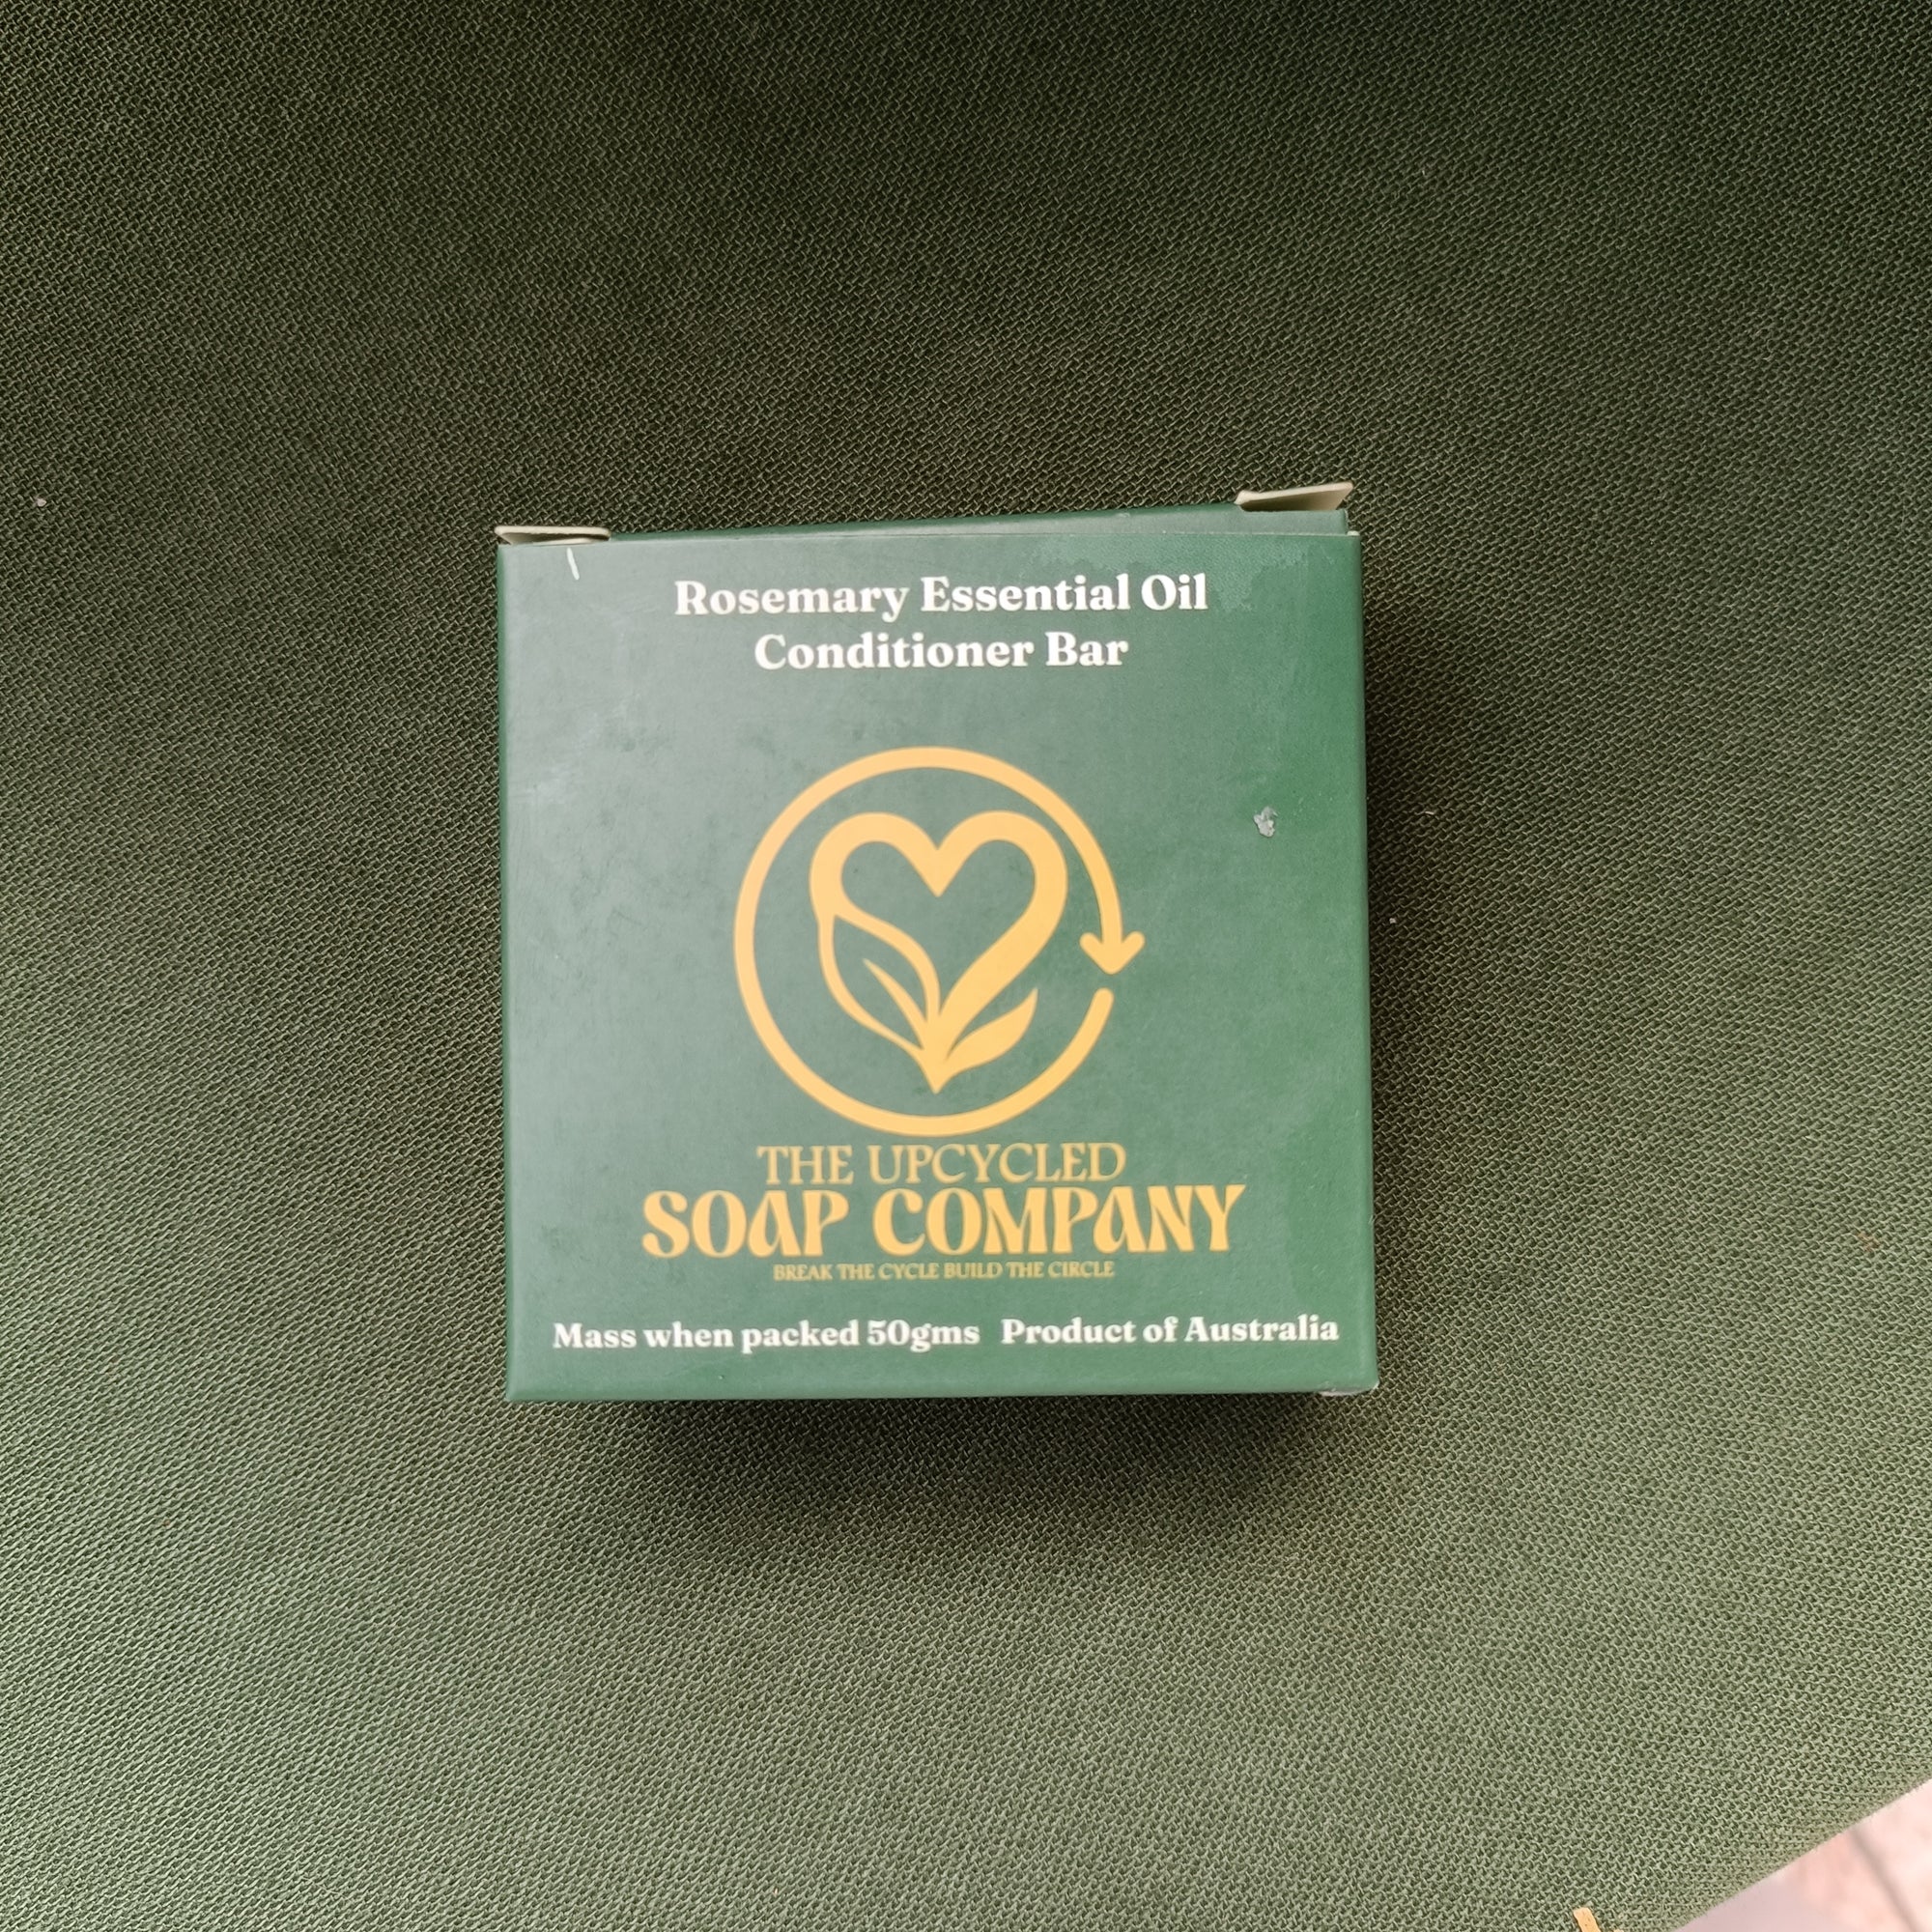 Rosemary Essential Oil
Conditioner Bar
THE UPCYCLED
SOAP COMPANY
BREAK THE CYCLE BUILD THE CIRCLE
Mass when packed 50gms Product of Australia